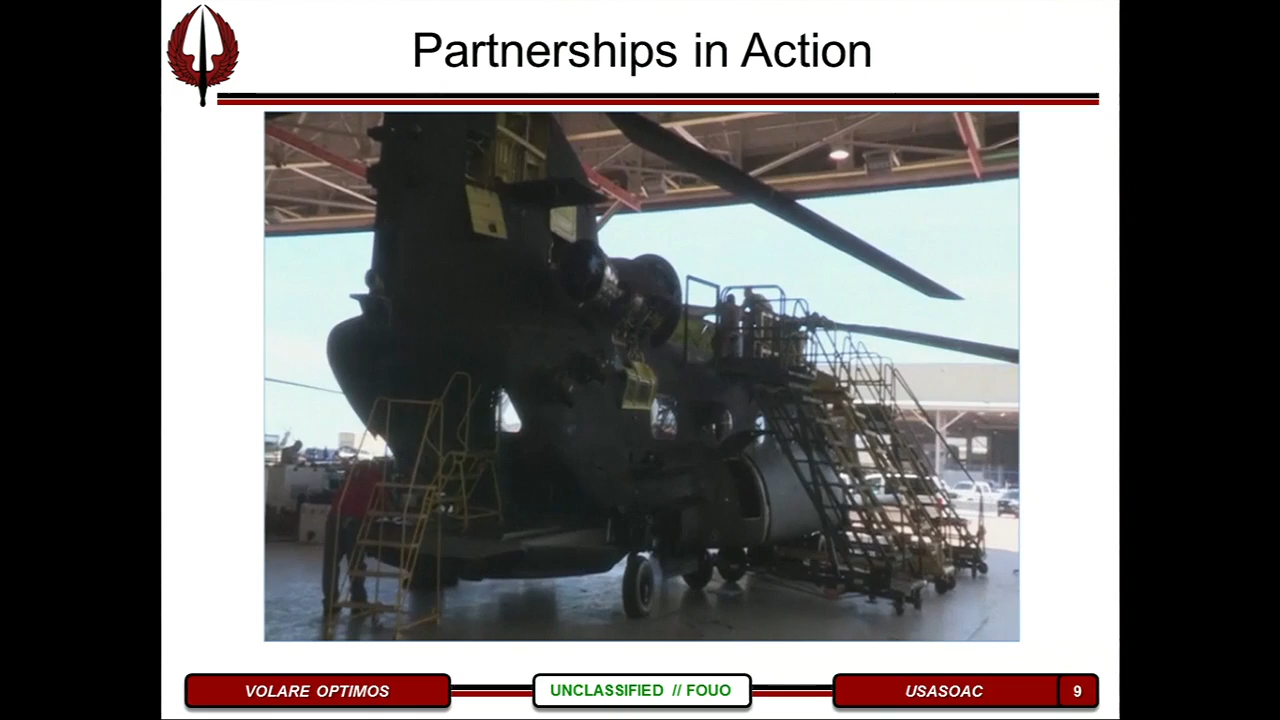 Partnerships in Action
VOLARE OPTIMOS
UNCLASSIFIED // FOUO
USASOAC
9